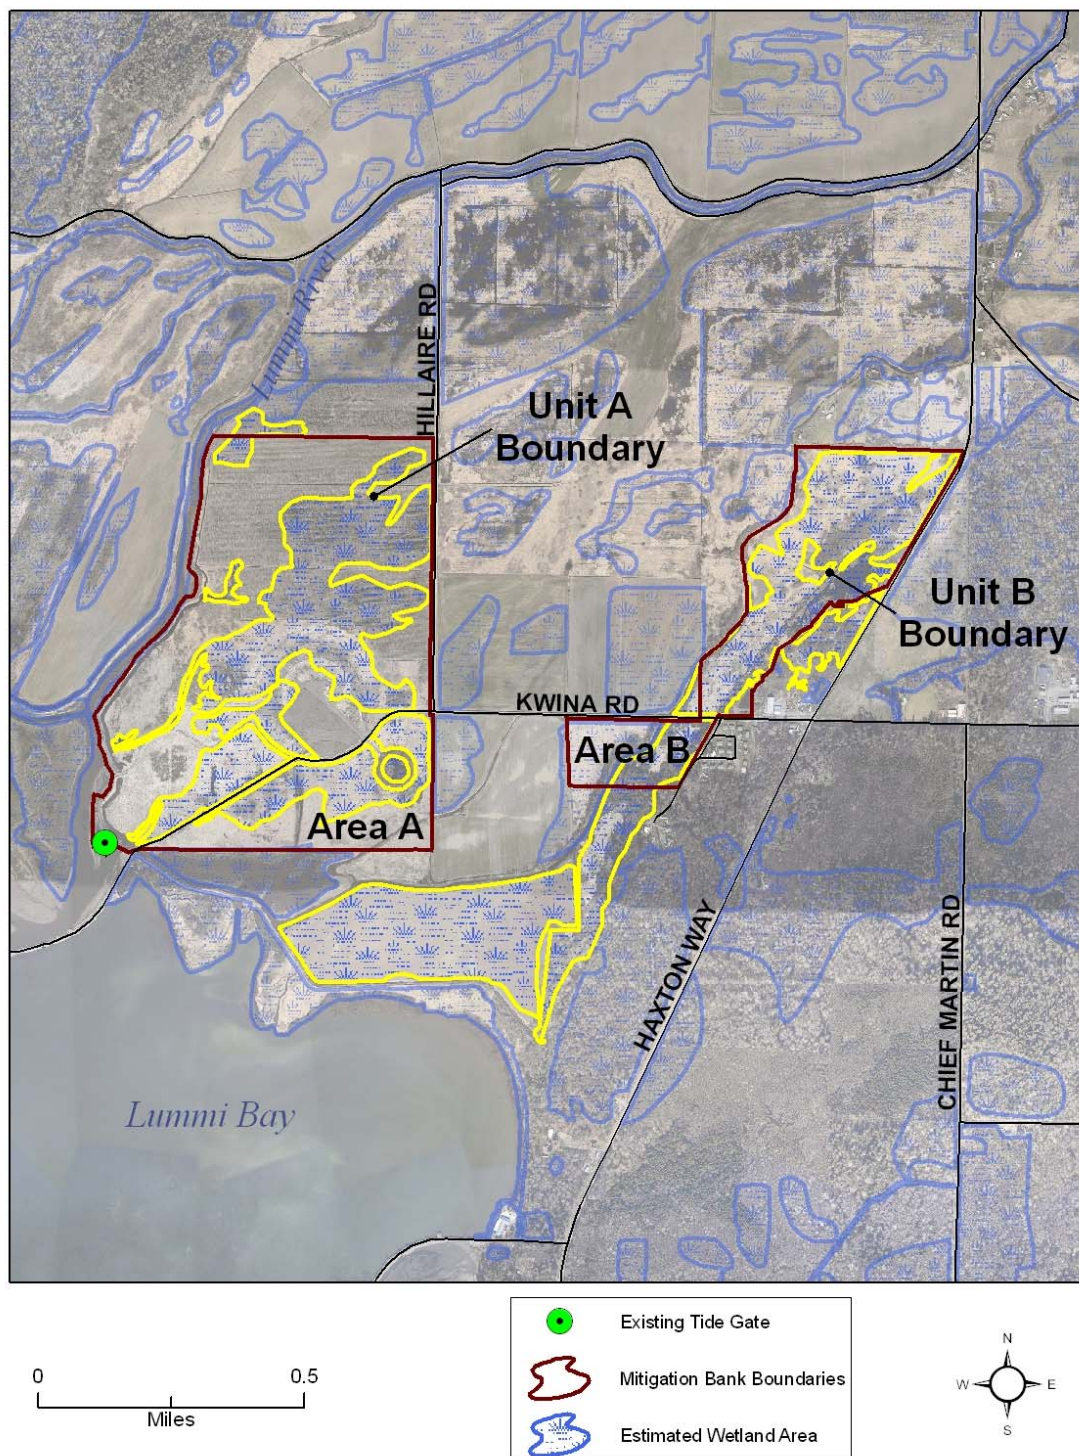 Lummi River
HILLAIRE RD
Unit A
Boundary
Unit B
Boundary
KWINA RD
Area B
Area A
HAXTON WAY
CHIEF MARTIN RD
Lummi Bay
0 0.5
Miles
Existing Tide Gate
Mitigation Bank Boundaries
Estimated Wetland Area
N
W E
S